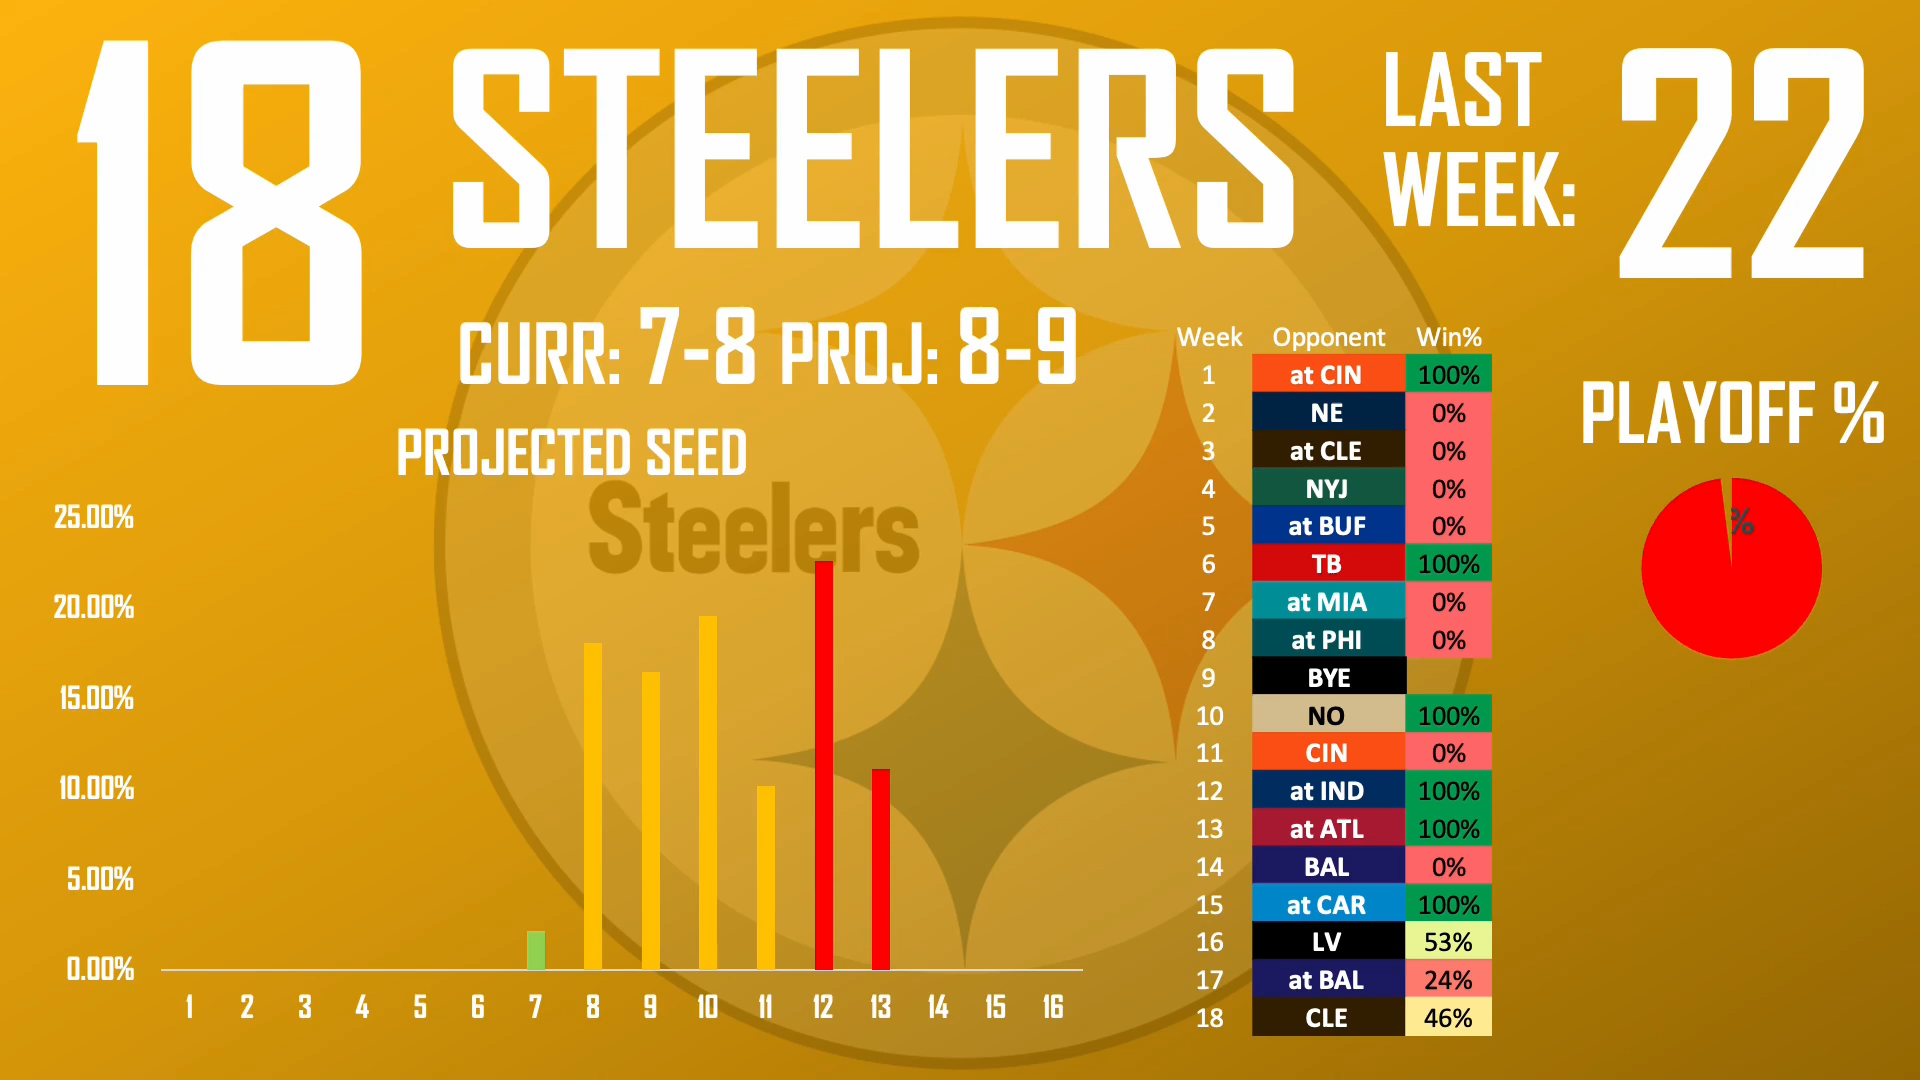 18 STEELERS LAST WEEK: 22
CURR: 7-8 PROJ: 8-9
PROJECTED SEED
Steelers
25.00%
20.00%
15.00%
10.00%
5.00%
0.00%
1 2 3 4 5 6 7 8 9 10 11 12 13 14 15 16
Week Opponent Win%
1 at CIN 100%
2 NE 0%
3 at CLE 0%
4 NYJ 0%
5 at BUF 0%
6 TB 100%
7 at MIA 0%
8 at PHI 0%
9 BYE
10 NO 100%
11 CIN 0%
12 at IND 100%
13 at ATL 100%
14 BAL 0%
15 at CAR 100%
16 LV 53%
17 at BAL 24%
18 CLE 46%
PLAYOFF %
%